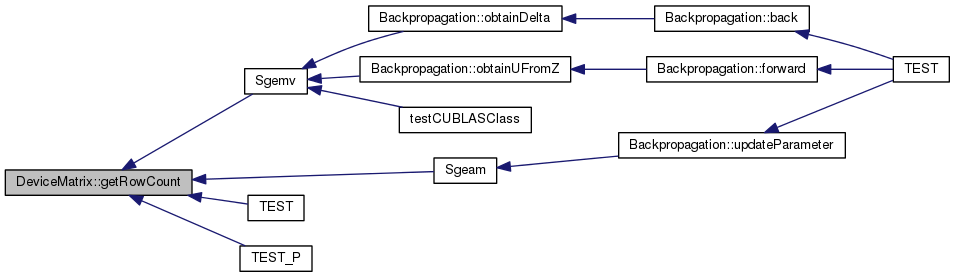 Backpropagation::obtainDelta
Backpropagation::back
Sgemv
Backpropagation::obtainUFromZ
Backpropagation::forward
TEST
testCUBLASClass
Backpropagation::updateParameter
DeviceMatrix::getRowCount
Sgeam
TEST
TEST_P